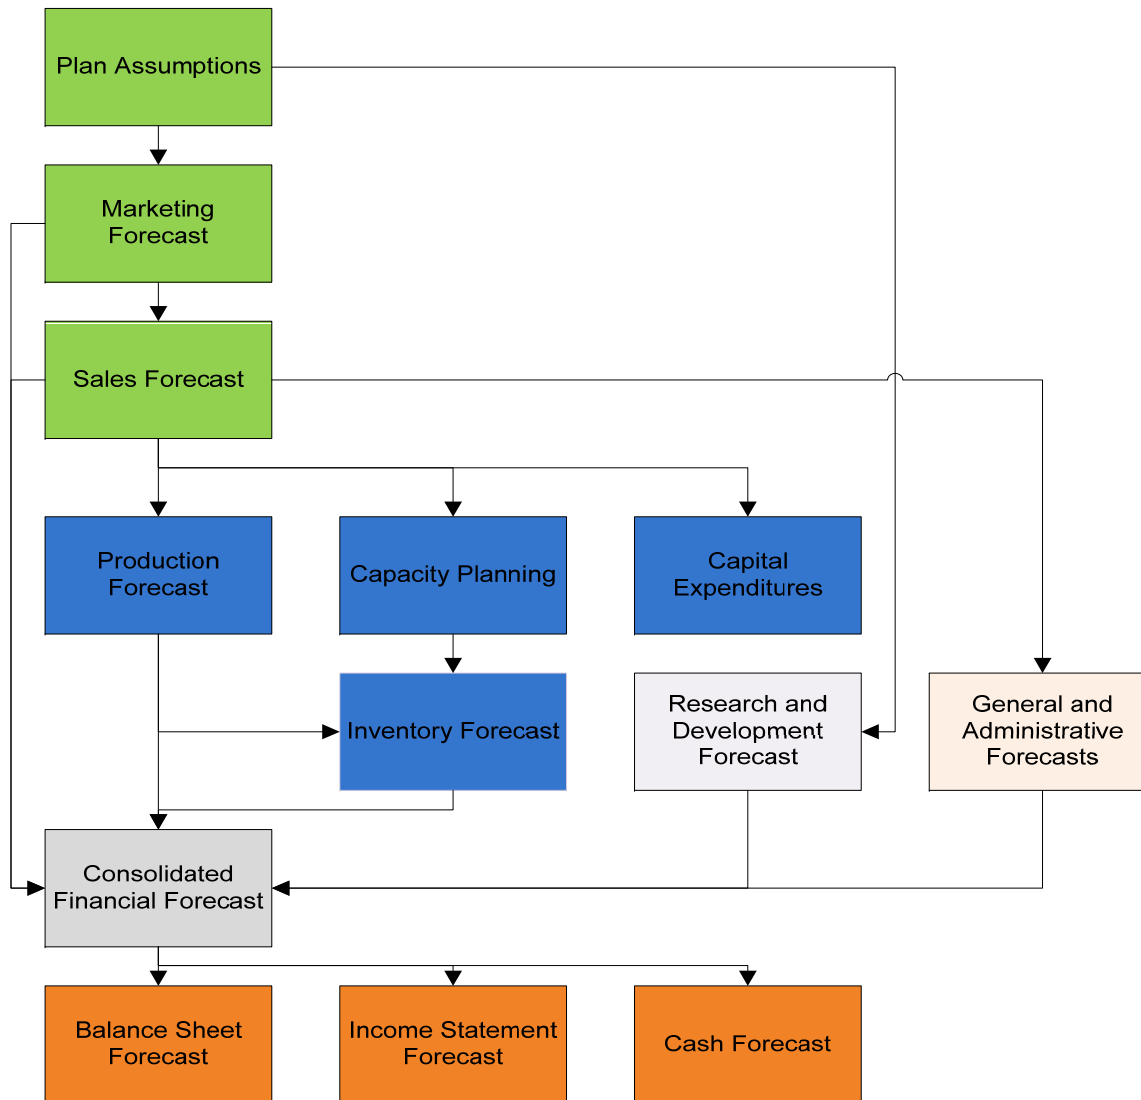 Plan Assumptions
Marketing
Forecast
Sales Forecast
Production
Forecast
Capacity Planning
Capital
Expenditures
Inventory Forecast
Research and
Development
Forecast
General and
Administrative
Forecasts
Consolidated
Financial Forecast
Balance Sheet
Forecast
Income Statement
Forecast
Cash Forecast